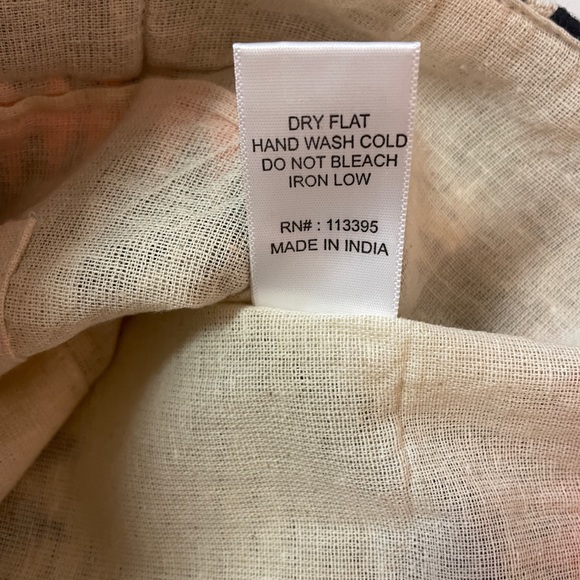 DRY FLAT
HAND WASH COLD
DO NOT BLEACH
IRON LOW
RN# : 113395
MADE IN INDIA